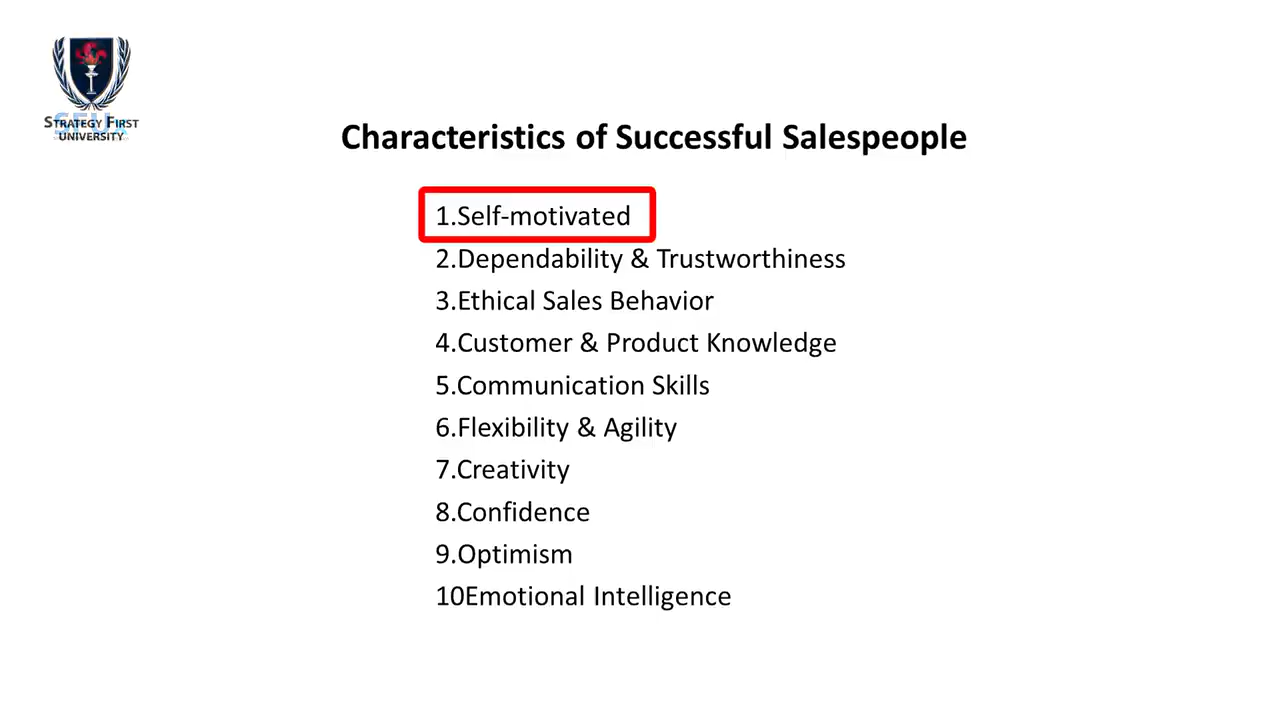 STRATEGY FIRST
UNIVERSITY
Characteristics of Successful Salespeople
1.Self-motivated
2.Dependability & Trustworthiness
3.Ethical Sales Behavior
4.Customer & Product Knowledge
5.Communication Skills
6.Flexibility & Agility
7.Creativity
8.Confidence
9.Optimism
10Emotional Intelligence